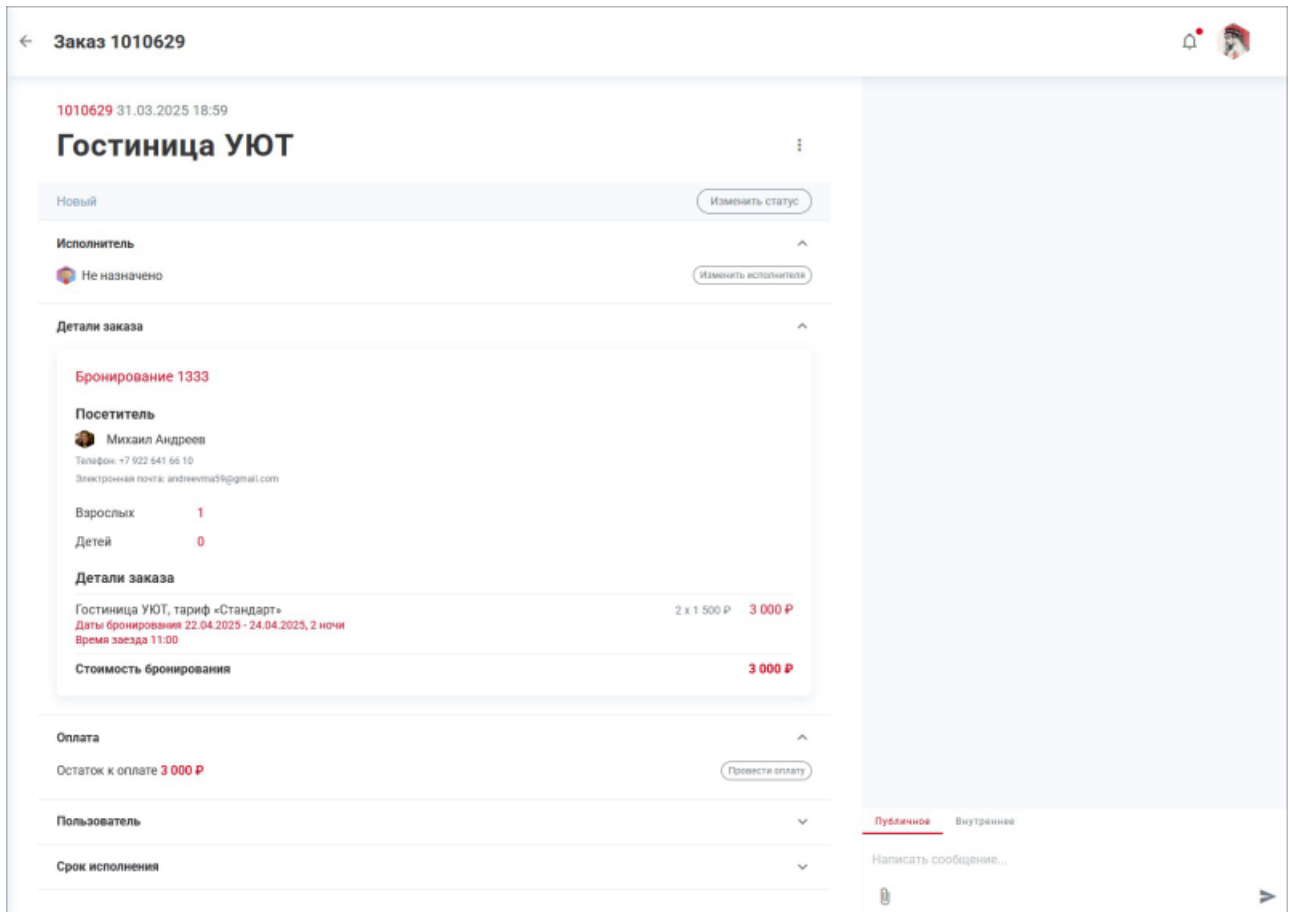 Заказ 1010629
1010629 31.03.2025 18:59
Гостиница УЮТ
Новый
Изменить статус
Исполнитель
Не назначено
Изменить исполнителя
Детали заказа
Бронирование 1333
Посетитель
Михаил Андреев
Телефон: +7 922 641 66 10
Электронная почта: andreevma59@gmail.com
Взрослых 1
Детей 0
Детали заказа
Гостиница УЮТ, тариф «Стандарт» 2 x 1 500 ₽ 3 000 ₽
Даты бронирования 22.04.2025 - 24.04.2025, 2 ночи
Время заезда 11:00
Стоимость бронирования 3 000 ₽
Оплата
Остаток к оплате 3 000 ₽
Провести оплату
Пользователь
Срок исполнения
Публичное Внутреннее
Написать сообщение...